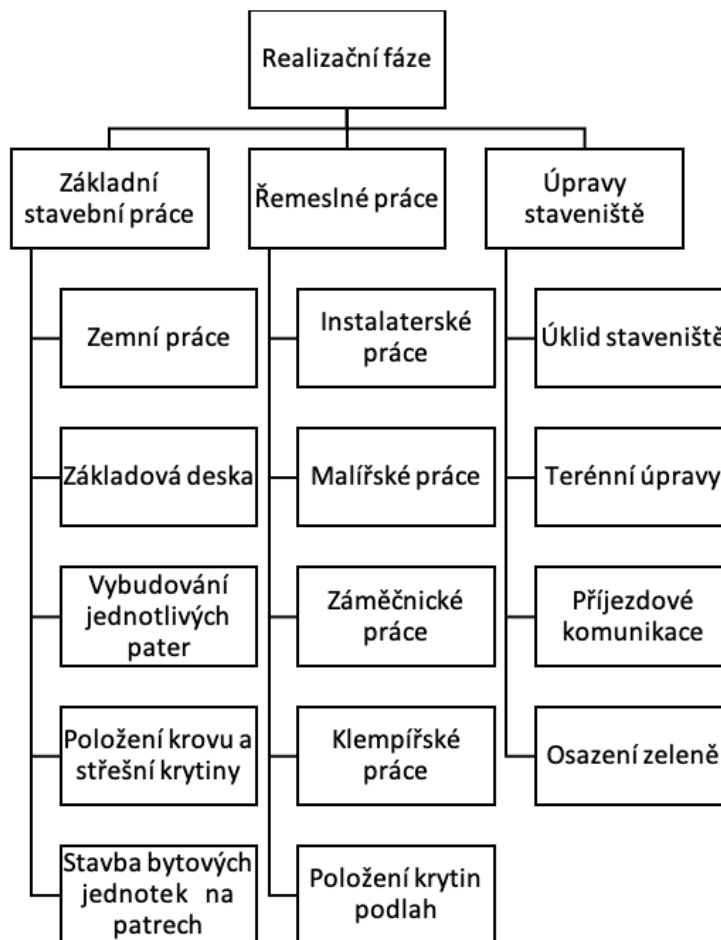 Realizační fáze
Základní
stavební práce
Zemní práce
Základová deska
Vybudování
jednotlivých
pater
Položení krovu a
střešní krytiny
Stavba bytových
jednotek na
patrech
Řemeslné práce
Instalaterské
práce
Malířské práce
Záměčnické
práce
Klempířské
práce
Položení krytin
podlah
Úpravy
staveniště
Úklid staveniště
Terénní úpravy
Příjezdové
komunikace
Osazení zeleně